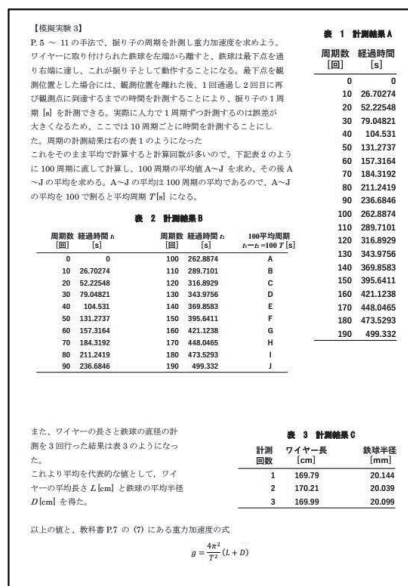 【模擬実験3】
P. 5 ～ 11の手法で、振り子の周期を計測し重力加速度を求めよう。
ワイヤーに取り付けられた鉄球を左端から離すと、鉄球は最下点を通
り右端に達し、これが振り子として動作することになる。最下点を観
測位置とした場合には、観測位置を離れた後、1回通過し2回目に再
び観測点に到達するまでの時間を計測することにより、振り子の1周
期 [s] を計測できる。実際に人力で1周期ずつ計測するのは誤差が
大きくなるため、ここでは10周期ごとに時間を計測することにし
た。周期の計測結果は右の表1のようになった
これをそのまま平均で計算すると計算回数が多いので、下記表2のよう
に100周期に直して計算し、100周期の平均値A～Jを求め、その後A
～Jの平均を求める。A～Jの平均は100周期の平均であるので、A～J
の平均を100で割ると平均周期 T[s] になる。
表 1 計測結果A
周期数 経過時間
[回] [s]
0 0
10 26.70274
20 52.22548
30 79.04821
40 104.531
50 131.2737
60 157.3164
70 184.3192
80 211.2419
90 236.6846
100 262.8874
110 289.7101
120 316.8929
130 343.9756
140 369.8583
150 395.6411
160 421.1238
170 448.0465
180 473.5293
190 499.332
表 2 計測結果B
周期数 経過時間 t₁ 周期数 経過時間 t₂ 100平均周期
[回] [s] [回] [s] t₂ー t₁ =100 T [s]
0 0 100 262.8874 A
10 26.70274 110 289.7101 B
20 52.22548 120 316.8929 C
30 79.04821 130 343.9756 D
40 104.531 140 369.8583 E
50 131.2737 150 395.6411 F
60 157.3164 160 421.1238 G
70 184.3192 170 448.0465 H
80 211.2419 180 473.5293 I
90 236.6846 190 499.332 J
また、ワイヤーの長さと鉄球の直径の計
測を3回行った結果は表3のようになっ
た。
これより平均を代表的な値として、ワイ
ヤーの平均長さ L[cm] と鉄球の平均半径
D[cm] を得た。
表 3 計測結果C
計測 ワイヤー長 鉄球半径
回数 [cm] [mm]
1 169.79 20.144
2 170.21 20.039
3 169.99 20.099
以上の値と、教科書P.7 の (7) にある重力加速度の式
g = 4π²/T² (L + D)